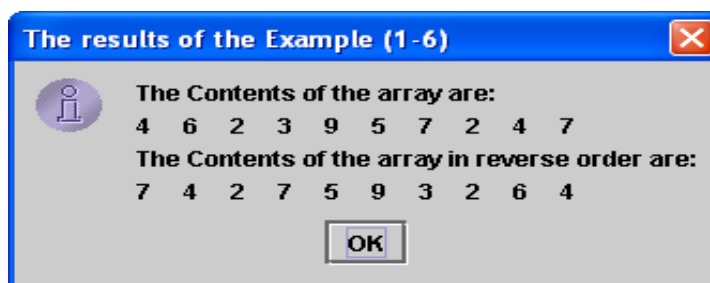 The results of the Example (1-6)
The Contents of the array are:
4 6 2 3 9 5 7 2 4 7
The Contents of the array in reverse order are:
7 4 2 7 5 9 3 2 6 4
OK